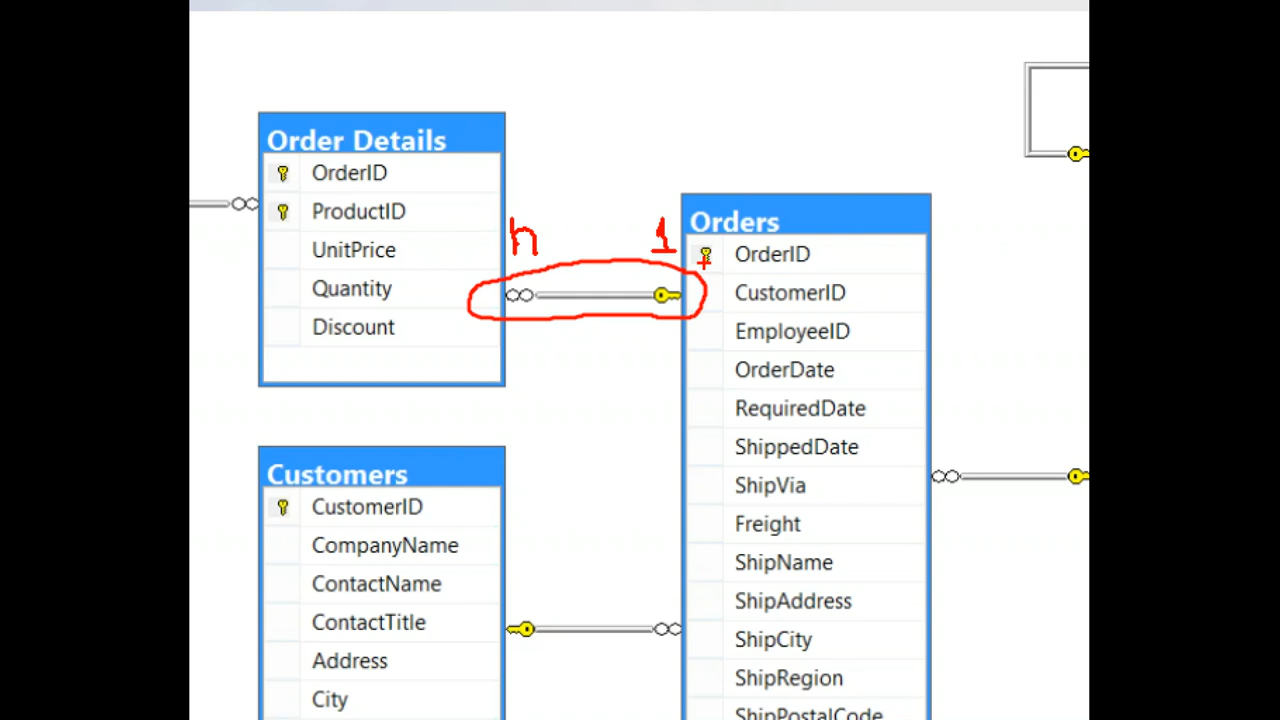 Order Details
OrderID
ProductID
UnitPrice
Quantity
Discount
n
1
Orders
OrderID
CustomerID
EmployeeID
OrderDate
RequiredDate
ShippedDate
ShipVia
Freight
ShipName
ShipAddress
ShipCity
ShipRegion
ShipPostalCode
Customers
CustomerID
CompanyName
ContactName
ContactTitle
Address
City